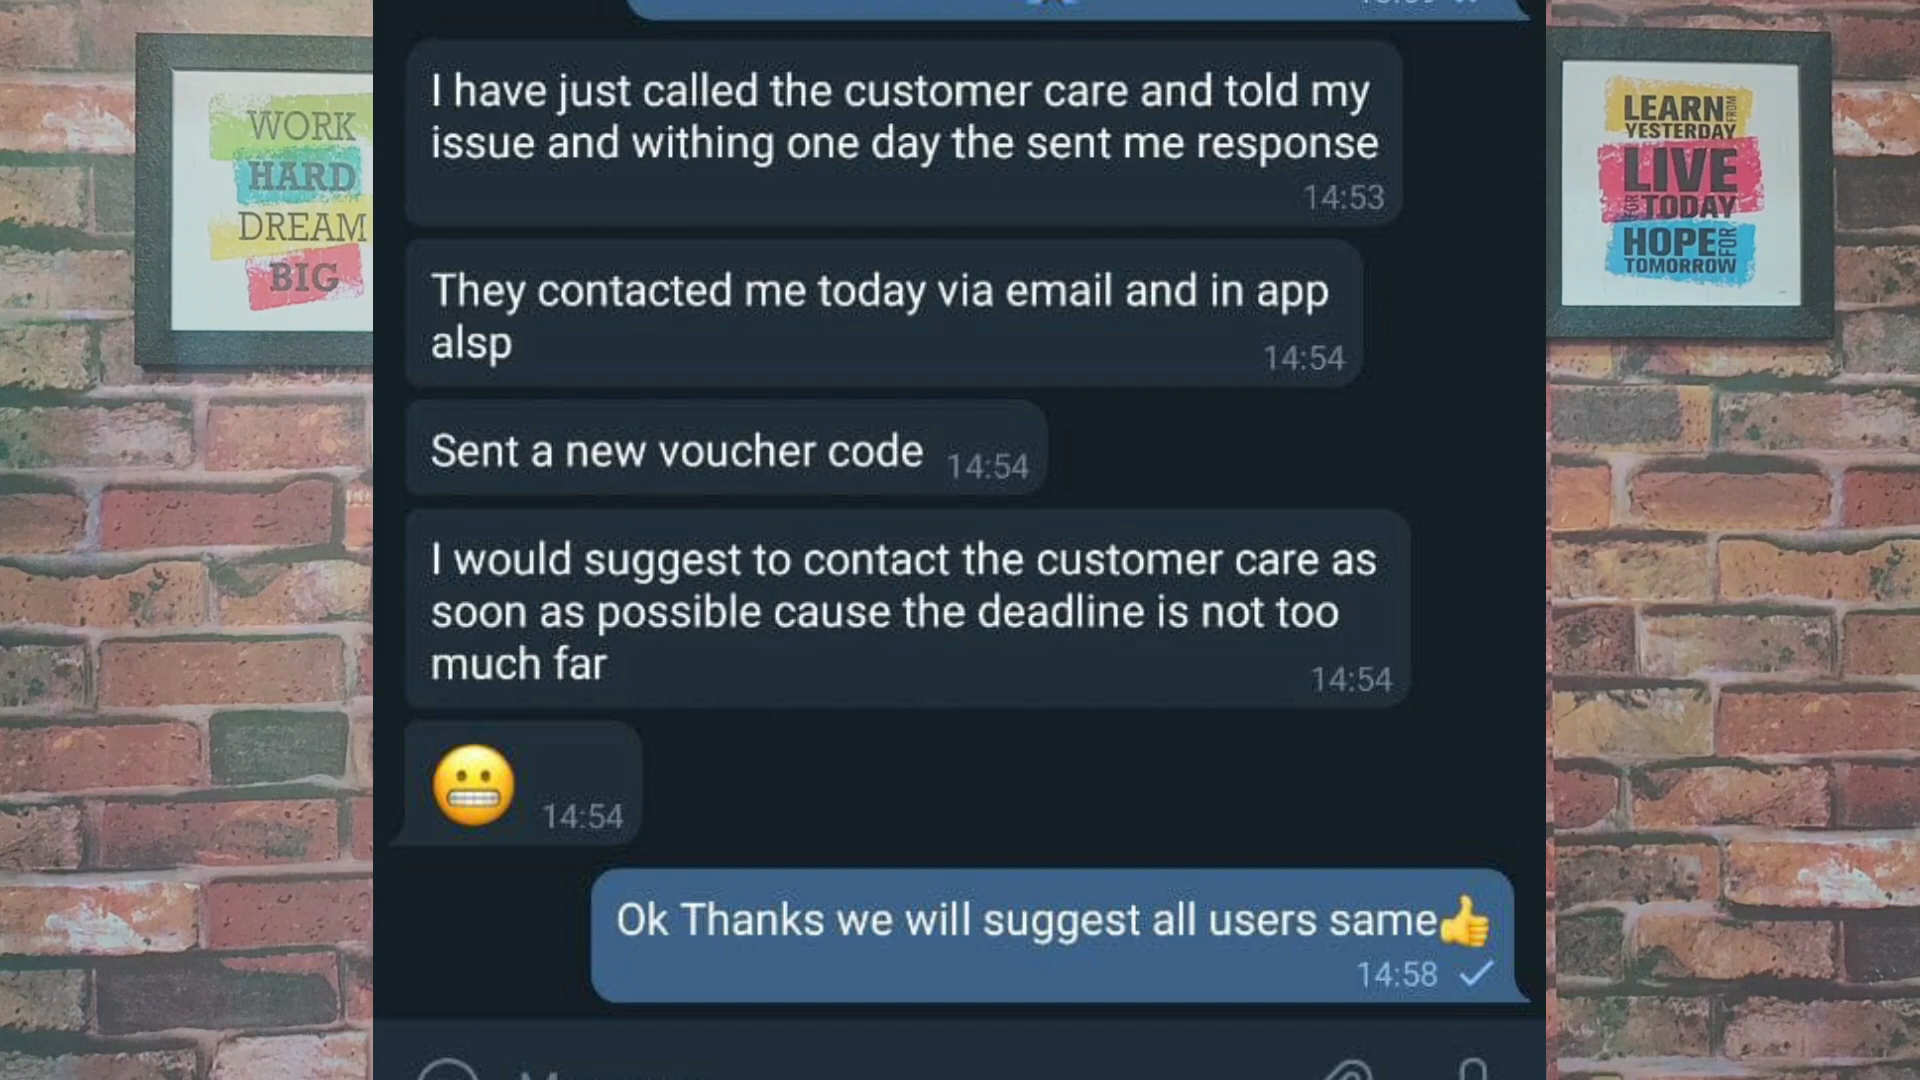 WORK
HARD
DREAM
BIG
I have just called the customer care and told my
issue and withing one day the sent me response
14:53
They contacted me today via email and in app
alsp
14:54
Sent a new voucher code 14:54
I would suggest to contact the customer care as
soon as possible cause the deadline is not too
much far
14:54
14:54
Ok Thanks we will suggest all users same
14:58
LEARN FROM
YESTERDAY
LIVE
FOR TODAY
HOPE FOR
TOMORROW